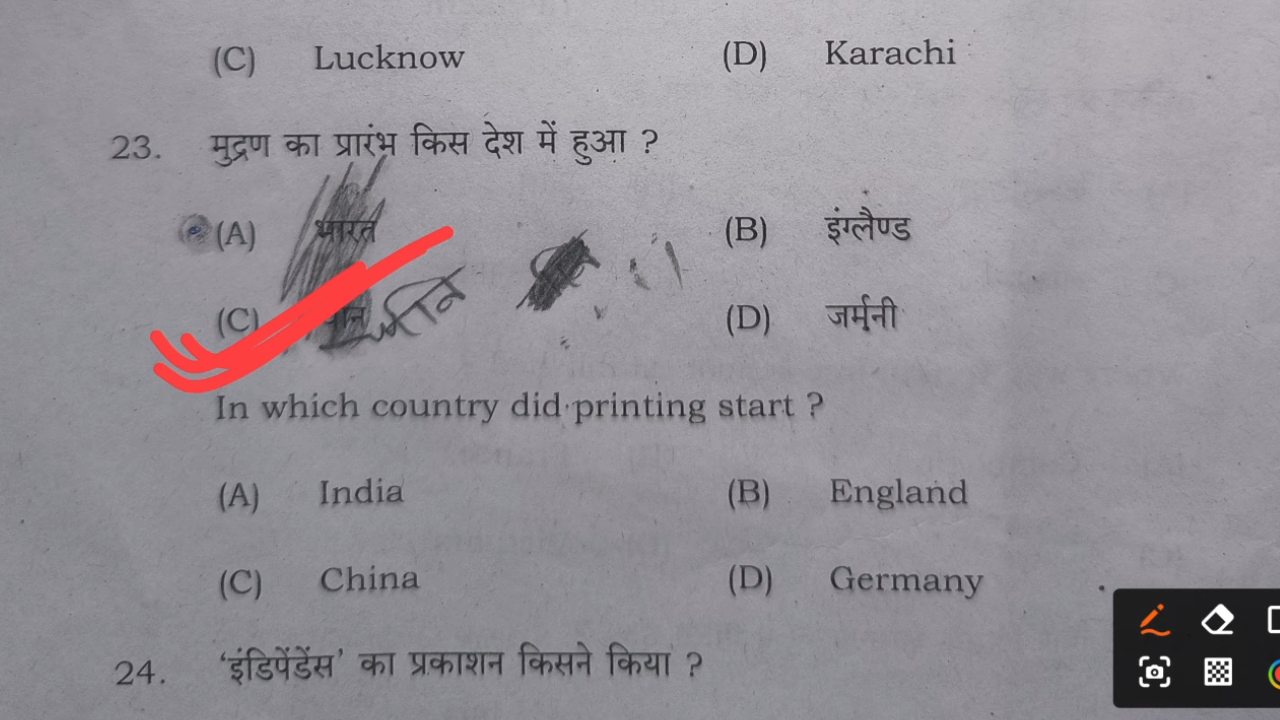 (C) Lucknow (D) Karachi
23. मुद्रण का प्रारंभ किस देश में हुआ ?
(A) भारत (B) इंग्लैण्ड
(C) (D) जर्मनी
In which country did printing start ?
(A) India (B) England
(C) China (D) Germany
24. 'इंडिपेंडेंस' का प्रकाशन किसने किया ?